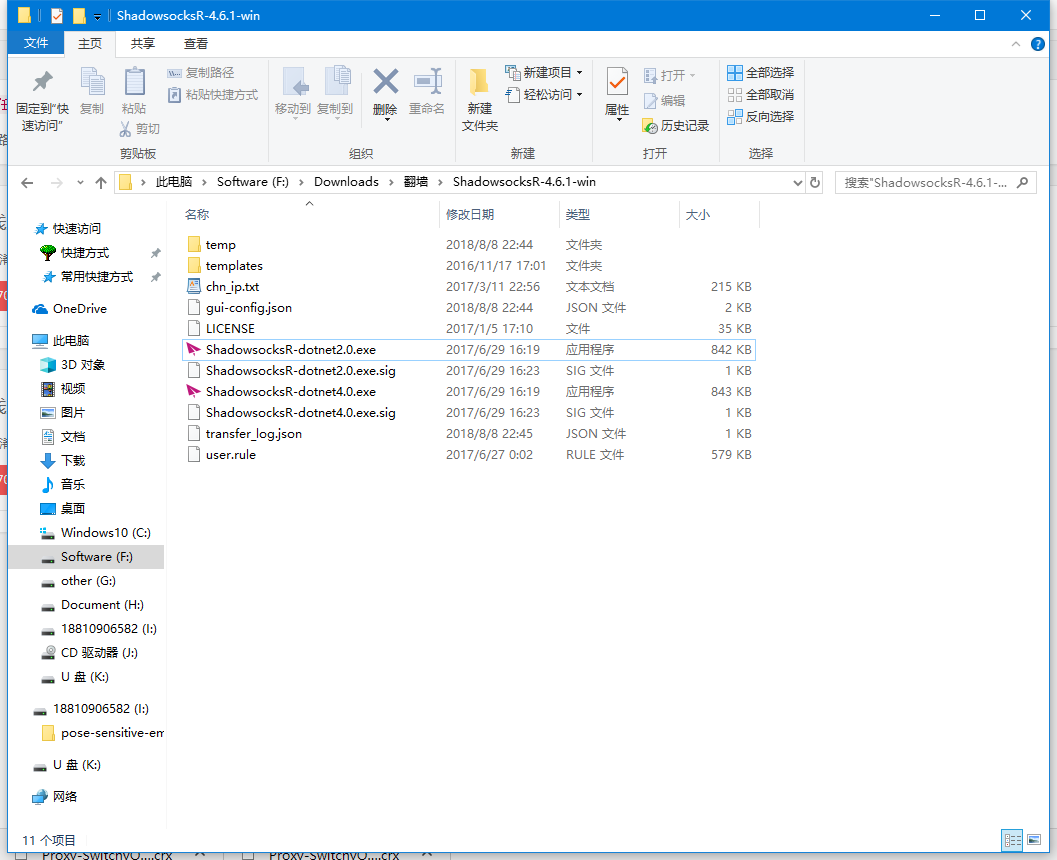 ShadowsocksR-4.6.1-win
文件 主页 共享 查看
固定到"快速访问"
复制
粘贴
复制路径
粘贴快捷方式
剪切
剪贴板
移动到 复制到 删除 重命名
组织
新建文件夹
新建项目
轻松访问
新建
属性
打开
编辑
历史记录
打开
全部选择
全部取消
反向选择
选择
此电脑 Software (F:) Downloads 翻墙 ShadowsocksR-4.6.1-win
搜索"ShadowsocksR-4.6.1-...
快速访问
快捷方式
常用快捷方式
OneDrive
此电脑
3D 对象
视频
图片
文档
下载
音乐
桌面
Windows10 (C:)
Software (F:)
other (G:)
Document (H:)
18810906582 (I:)
CD 驱动器 (J:)
U 盘 (K:)
18810906582 (I:)
pose-sensitive-em
U 盘 (K:)
网络
名称 修改日期 类型 大小
temp 2018/8/8 22:44 文件夹
templates 2016/11/17 17:01 文件夹
chn_ip.txt 2017/3/11 22:56 文本文档 215 KB
gui-config.json 2018/8/8 22:44 JSON 文件 2 KB
LICENSE 2017/1/5 17:10 文件 35 KB
ShadowsocksR-dotnet2.0.exe 2017/6/29 16:19 应用程序 842 KB
ShadowsocksR-dotnet2.0.exe.sig 2017/6/29 16:23 SIG 文件 1 KB
ShadowsocksR-dotnet4.0.exe 2017/6/29 16:19 应用程序 843 KB
ShadowsocksR-dotnet4.0.exe.sig 2017/6/29 16:23 SIG 文件 1 KB
transfer_log.json 2018/8/8 22:45 JSON 文件 1 KB
user.rule 2017/6/27 0:02 RULE 文件 579 KB
11 个项目
Proxy-SwitchyO....crx Proxy-SwitchyO....crx